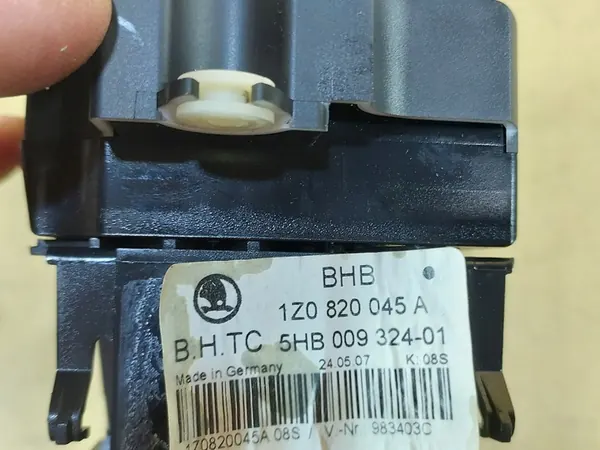 BHB
1Z0 820 045 A
B.H.TC 5HB 009 324-01
Made in Germany 24.05.07 K: 08S
1Z0820045A 08S / V.-Nr 983403C